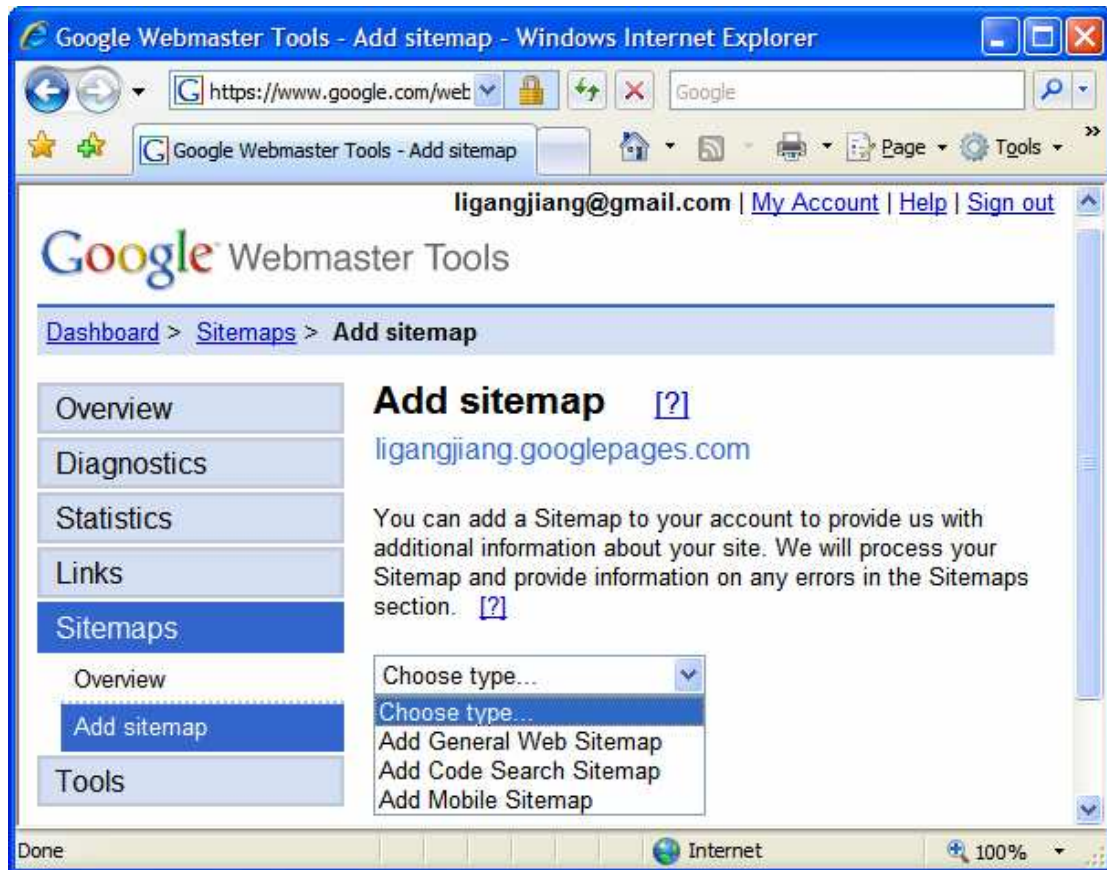 Google Webmaster Tools - Add sitemap - Windows Internet Explorer
https://www.google.com/web
Google
Google Webmaster Tools - Add sitemap
Page
Tools
»
ligangjiang@gmail.com | My Account | Help | Sign out
Google Webmaster Tools
Dashboard > Sitemaps > Add sitemap
Overview
Diagnostics
Statistics
Links
Sitemaps
Overview
Add sitemap
Tools
Add sitemap [?]
ligangjiang.googlepages.com
You can add a Sitemap to your account to provide us with
additional information about your site. We will process your
Sitemap and provide information on any errors in the Sitemaps
section. [?]
Choose type...
Choose type...
Add General Web Sitemap
Add Code Search Sitemap
Add Mobile Sitemap
Done
Internet
100%